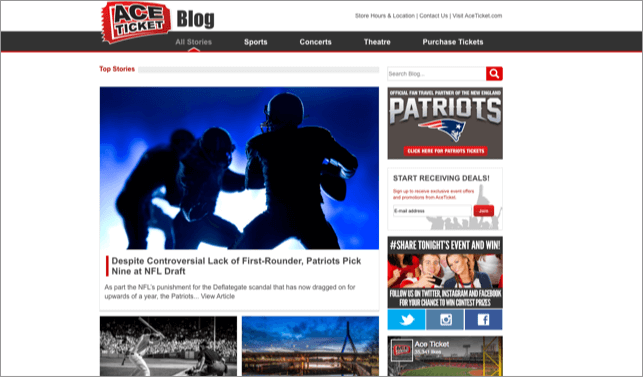 ACE
TICKET
Blog
Store Hours & Location | Contact Us | Visit AceTicket.com
All Stories Sports Concerts Theatre Purchase Tickets
Top Stories
Search Blog...
OFFICIAL FAN TRAVEL PARTNER OF THE NEW ENGLAND
PATRIOTS
CLICK HERE FOR PATRIOTS TICKETS
START RECEIVING DEALS!
Sign up to receive exclusive event offers
and promotions from AceTicket.
E-mail address Join
#SHARE TONIGHT'S EVENT AND WIN!
FOLLOW US ON TWITTER, INSTAGRAM AND FACEBOOK
FOR YOUR CHANCE TO WIN CONTEST PRIZES
Despite Controversial Lack of First-Rounder, Patriots Pick
Nine at NFL Draft
As part the NFL's punishment for the Deflategate scandal that has now dragged on for
upwards of a year, the Patriots... View Article
Ace Ticket
35,341 likes